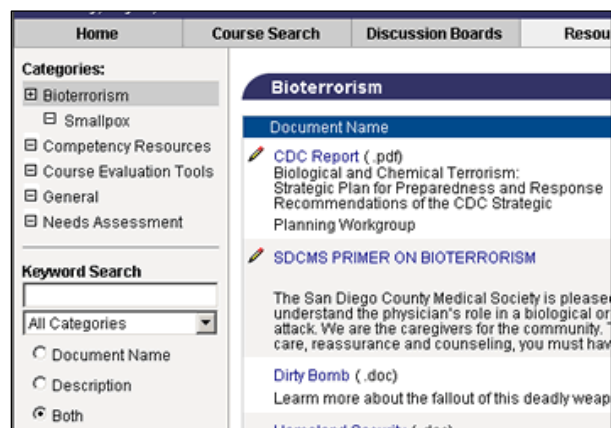 Home
Course Search
Discussion Boards
Resou
Categories:
Bioterrorism
Smallpox
Competency Resources
Course Evaluation Tools
General
Needs Assessment
Keyword Search
All Categories
Document Name
Description
Both
Bioterrorism
Document Name
CDC Report ( .pdf)
Biological and Chemical Terrorism:
Strategic Plan for Preparedness and Response
Recommendations of the CDC Strategic
Planning Workgroup
SDCMS PRIMER ON BIOTERRORISM
The San Diego County Medical Society is please
understand the physician's role in a biological or
attack. We are the caregivers for the community.
care, reassurance and counseling, you must hav
Dirty Bomb ( .doc)
Learm more about the fallout of this deadly weap